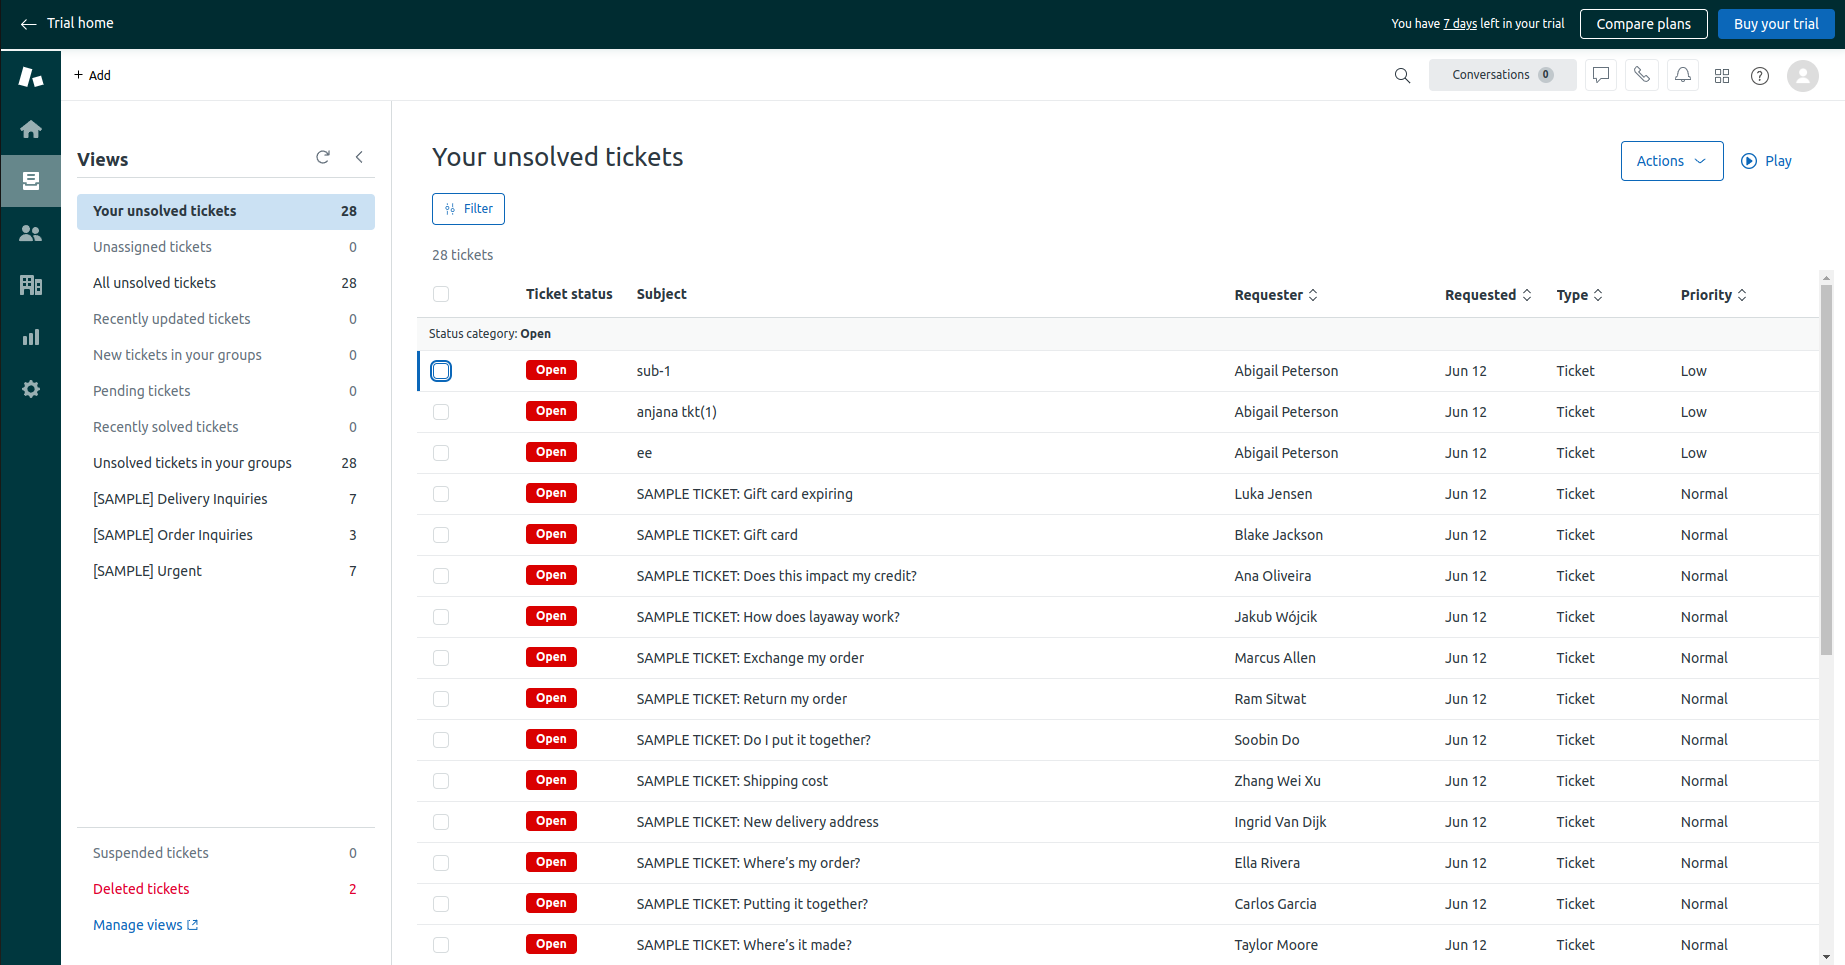 Trial home
You have 7 days left in your trial
Compare plans
Buy your trial
+ Add
Conversations 0
Views
Your unsolved tickets 28
Unassigned tickets 0
All unsolved tickets 28
Recently updated tickets 0
New tickets in your groups 0
Pending tickets 0
Recently solved tickets 0
Unsolved tickets in your groups 28
[SAMPLE] Delivery Inquiries 7
[SAMPLE] Order Inquiries 3
[SAMPLE] Urgent 7
Suspended tickets 0
Deleted tickets 2
Manage views
Your unsolved tickets
Actions
Play
Filter
28 tickets
Ticket status Subject Requester Requested Type Priority
Status category: Open
Open sub-1 Abigail Peterson Jun 12 Ticket Low
Open anjana tkt(1) Abigail Peterson Jun 12 Ticket Low
Open ee Abigail Peterson Jun 12 Ticket Low
Open SAMPLE TICKET: Gift card expiring Luka Jensen Jun 12 Ticket Normal
Open SAMPLE TICKET: Gift card Blake Jackson Jun 12 Ticket Normal
Open SAMPLE TICKET: Does this impact my credit? Ana Oliveira Jun 12 Ticket Normal
Open SAMPLE TICKET: How does layaway work? Jakub Wójcik Jun 12 Ticket Normal
Open SAMPLE TICKET: Exchange my order Marcus Allen Jun 12 Ticket Normal
Open SAMPLE TICKET: Return my order Ram Sitwat Jun 12 Ticket Normal
Open SAMPLE TICKET: Do I put it together? Soobin Do Jun 12 Ticket Normal
Open SAMPLE TICKET: Shipping cost Zhang Wei Xu Jun 12 Ticket Normal
Open SAMPLE TICKET: New delivery address Ingrid Van Dijk Jun 12 Ticket Normal
Open SAMPLE TICKET: Where’s my order? Ella Rivera Jun 12 Ticket Normal
Open SAMPLE TICKET: Putting it together? Carlos Garcia Jun 12 Ticket Normal
Open SAMPLE TICKET: Where’s it made? Taylor Moore Jun 12 Ticket Normal